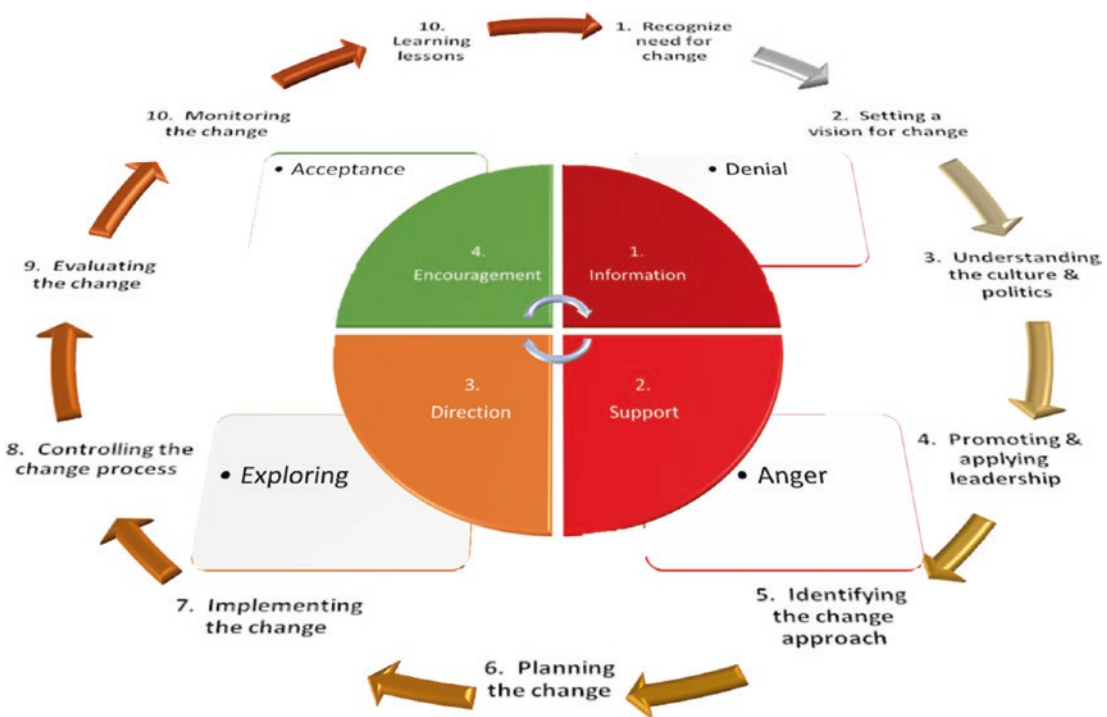 10.
Learning
lessons
1. Recognize
need for
change
2. Setting a
vision for change
3. Understanding
the culture &
politics
4. Promoting &
applying
leadership
5. Identifying
the change
approach
6. Planning
the change
7. Implementing
the change
8. Controlling the
change process
9. Evaluating
the change
10. Monitoring
the change
• Acceptance
• Denial
4.
Encouragement
1.
Information
3.
Direction
2.
Support
• Exploring
• Anger